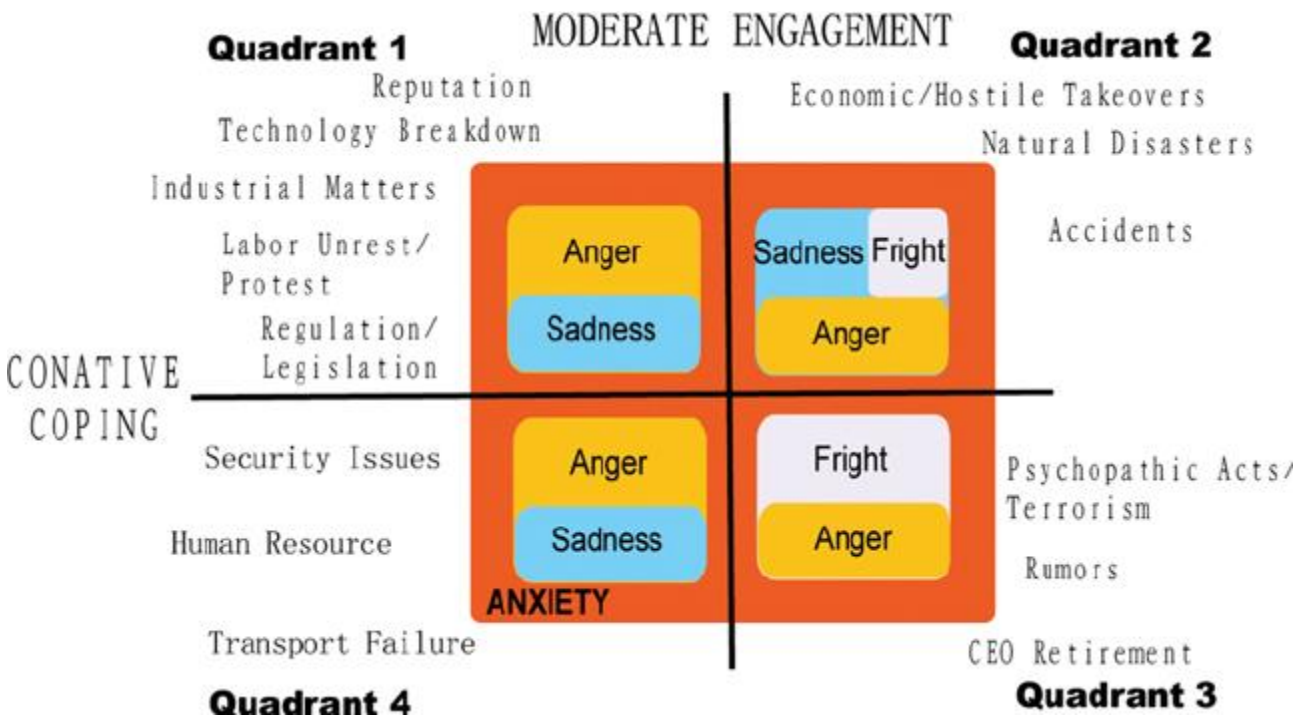 MODERATE ENGAGEMENT
Quadrant 1
Quadrant 2
Reputation
Technology Breakdown
Industrial Matters
Labor Unrest/
Protest
Regulation/
Legislation
Economic/Hostile Takeovers
Natural Disasters
Accidents
Anger
Sadness
Sadness
Fright
Anger
CONATIVE
COPING
Security Issues
Human Resource
Transport Failure
Anger
Sadness
ANXIETY
Fright
Anger
Psychopathic Acts/
Terrorism
Rumors
CEO Retirement
Quadrant 4
Quadrant 3